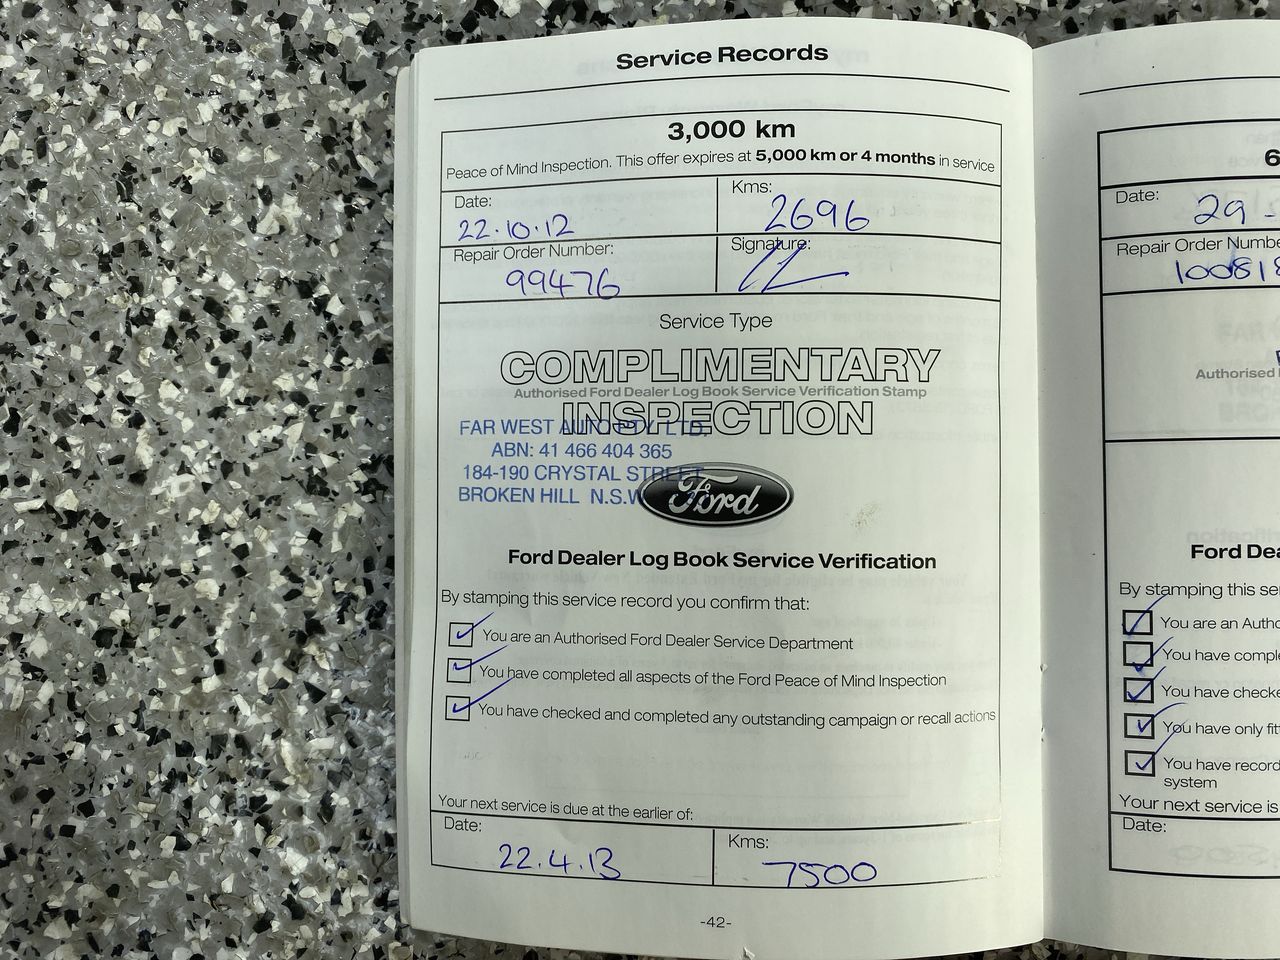 Service Records
3,000 km
Peace of Mind Inspection. This offer expires at 5,000 km or 4 months in service
Date:
22.10.12
Kms:
2696
Repair Order Number:
99476
Signature:
Service Type
COMPLIMENTARY
Authorised Ford Dealer Log Book Service Verification Stamp
INSPECTION
FAR WEST AUTO PTY. LTD.
ABN: 41 466 404 365
184-190 CRYSTAL STREET
BROKEN HILL N.S.W
Ford
Ford Dealer Log Book Service Verification
By stamping this service record you confirm that:
You are an Authorised Ford Dealer Service Department
You have completed all aspects of the Ford Peace of Mind Inspection
You have checked and completed any outstanding campaign or recall actions
Your next service is due at the earlier of:
Date:
22.4.13
Kms:
7500
-42-
6
Date:
29-
Repair Order Numbe
100818
Authorised
Ford Dea
By stamping this se
You are an Autho
You have comple
You have checke
You have only fit
You have record
system
Your next service is
Date: